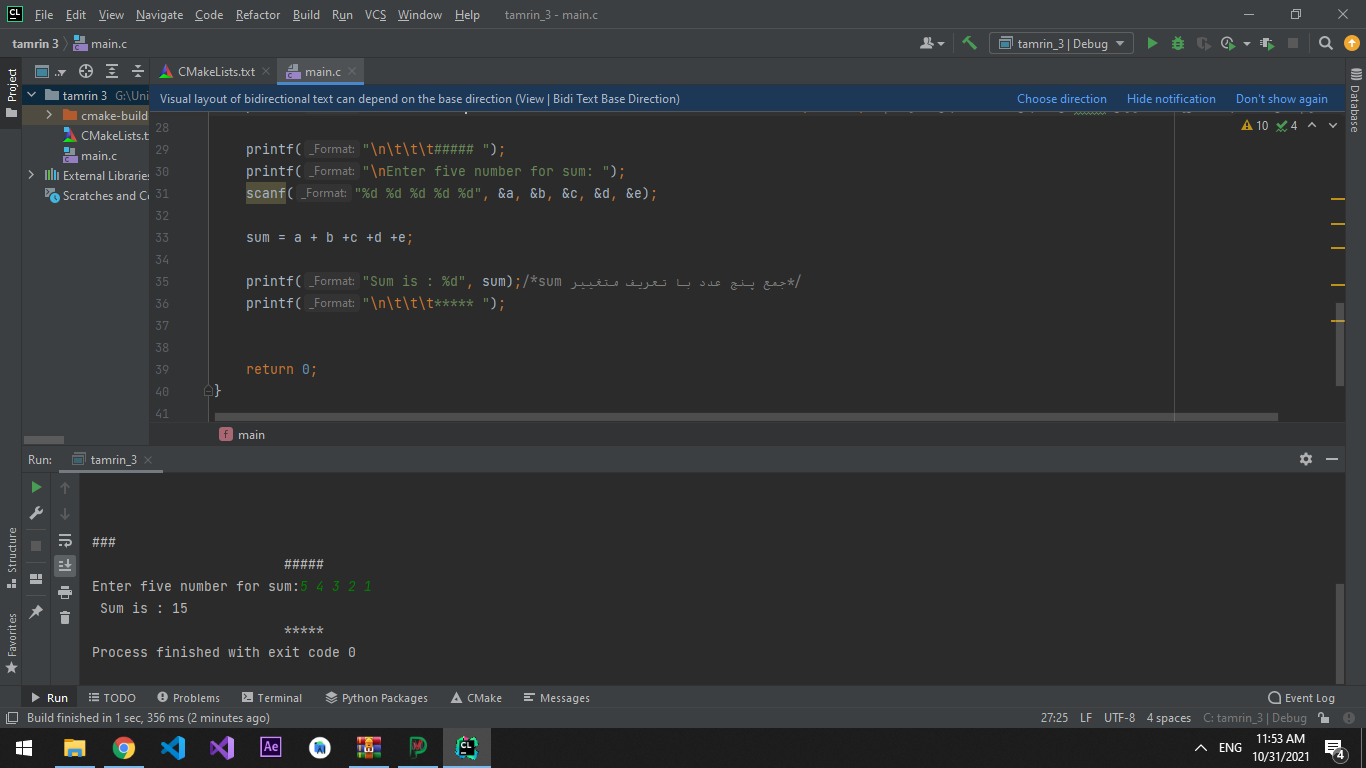 File Edit View Navigate Code Refactor Build Run VCS Window Help tamrin_3 - main.c
tamrin 3 main.c tamrin_3 | Debug
Project
CMakeLists.txt main.c
tamrin 3 G:\Uni
Visual layout of bidirectional text can depend on the base direction (View | Bidi Text Base Direction) Choose direction Hide notification Don't show again
cmake-build
CMakeLists.t
main.c
External Libraries
Scratches and Co
Database
10 4
28
29 printf( _Format: "\n\t\t\t##### ");
30 printf( _Format: "\nEnter five number for sum: ");
31 scanf( _Format: "%d %d %d %d %d", &a, &b, &c, &d, &e);
32
33 sum = a + b +c +d +e;
34
35 printf( _Format: "Sum is : %d", sum);/*sum جمع پنج عدد با تعریف متغییر*/
36 printf( _Format: "\n\t\t\t***** ");
37
38
39 return 0;
40 }
41
f main
Run: tamrin_3
###
#####
Enter five number for sum:5 4 3 2 1
Sum is : 15
*****
Process finished with exit code 0
Structure
Favorites
Run TODO Problems Terminal Python Packages CMake Messages Event Log
Build finished in 1 sec, 356 ms (2 minutes ago) 27:25 LF UTF-8 4 spaces C: tamrin_3 | Debug
Ae CL ENG 11:53 AM
10/31/2021 4